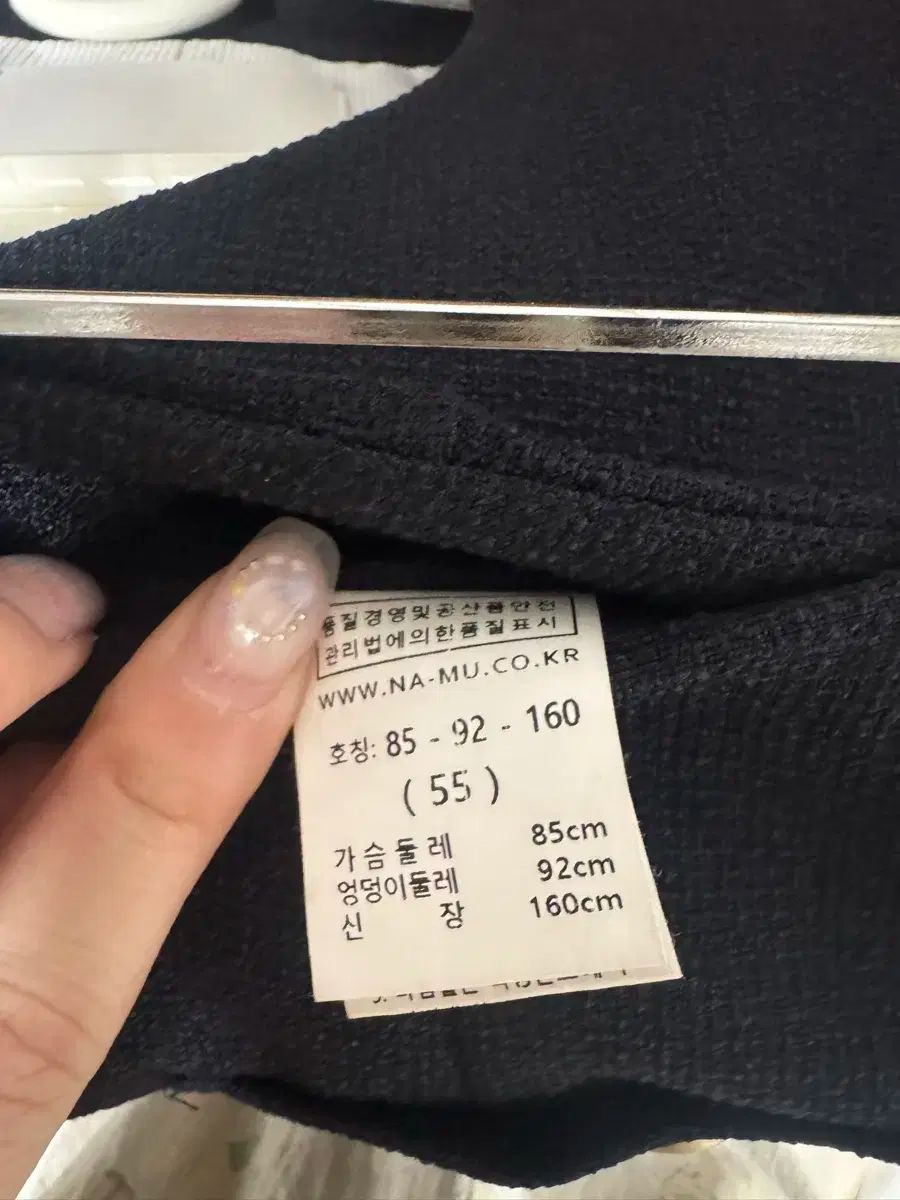 품질경영및공산품안전
관리법에의한품질표시
WWW.NA-MU.CO.KR
호칭: 85 - 92 - 160
( 55 )
가슴둘레 85cm
엉덩이둘레 92cm
신 장 160cm